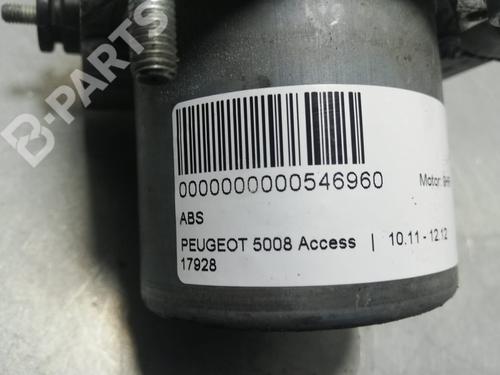 B-PARTS
0000000000546960
Motor:
ABS
PEUGEOT 5008 Access | 10.11 - 12.12
17928